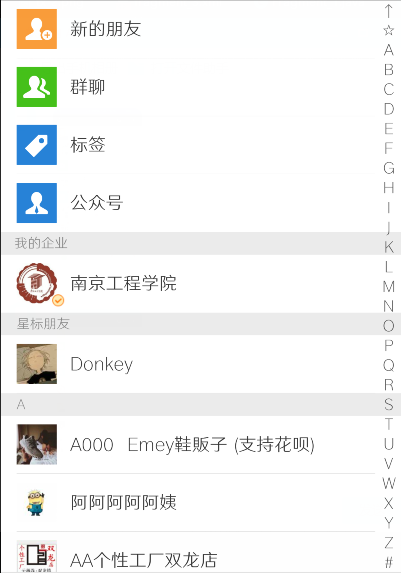 新的朋友
群聊
标签
公众号
我的企业
南京工程学院
星标朋友
Donkey
A
A000 Emey鞋販子 (支持花呗)
阿阿阿阿阿姨
AA个性工厂双龙店
↑
☆
A
B
C
D
E
F
G
H
I
J
K
L
M
N
O
P
Q
R
S
T
U
V
W
X
Y
Z
#